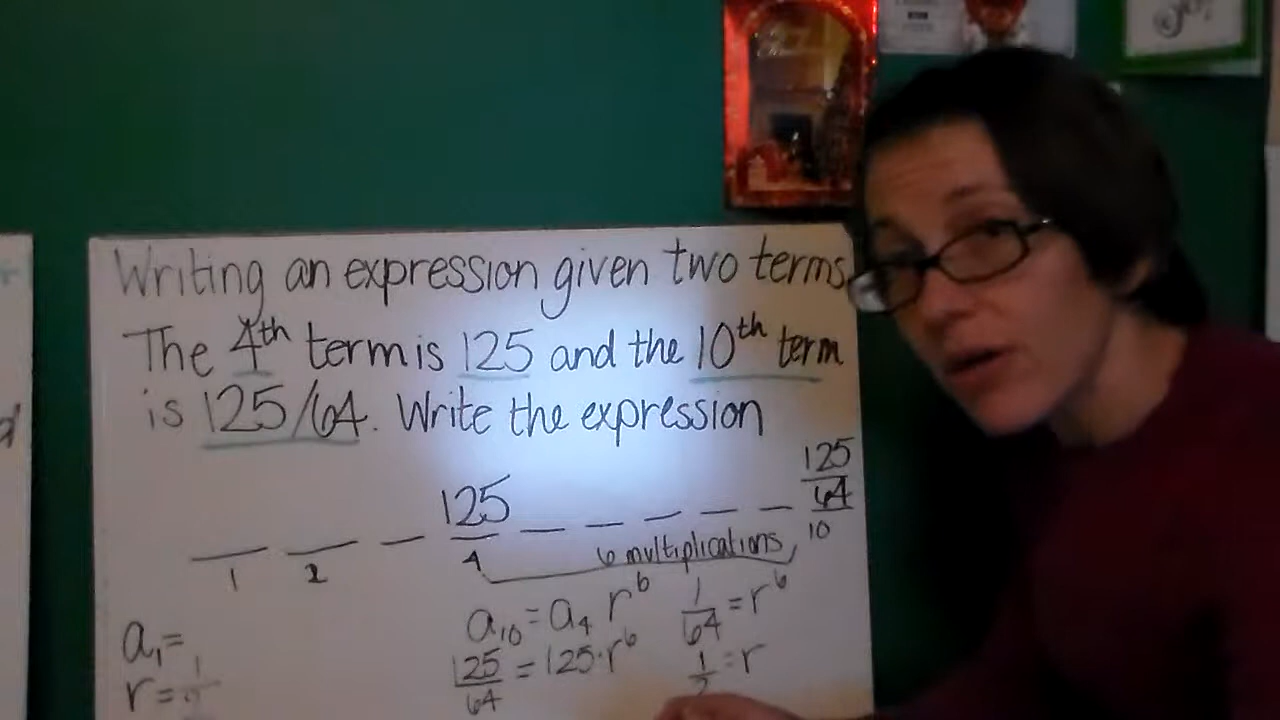 Writing an expression given two terms
The 4th term is 125 and the 10th term
is 125/64. Write the expression
125
125/64
1 2 4 10
6 multiplications
a₁₀ = a₄ r⁶
1/64 = r⁶
125/64 = 125·r⁶
1/2 = r
a₁ =
r = 1/2